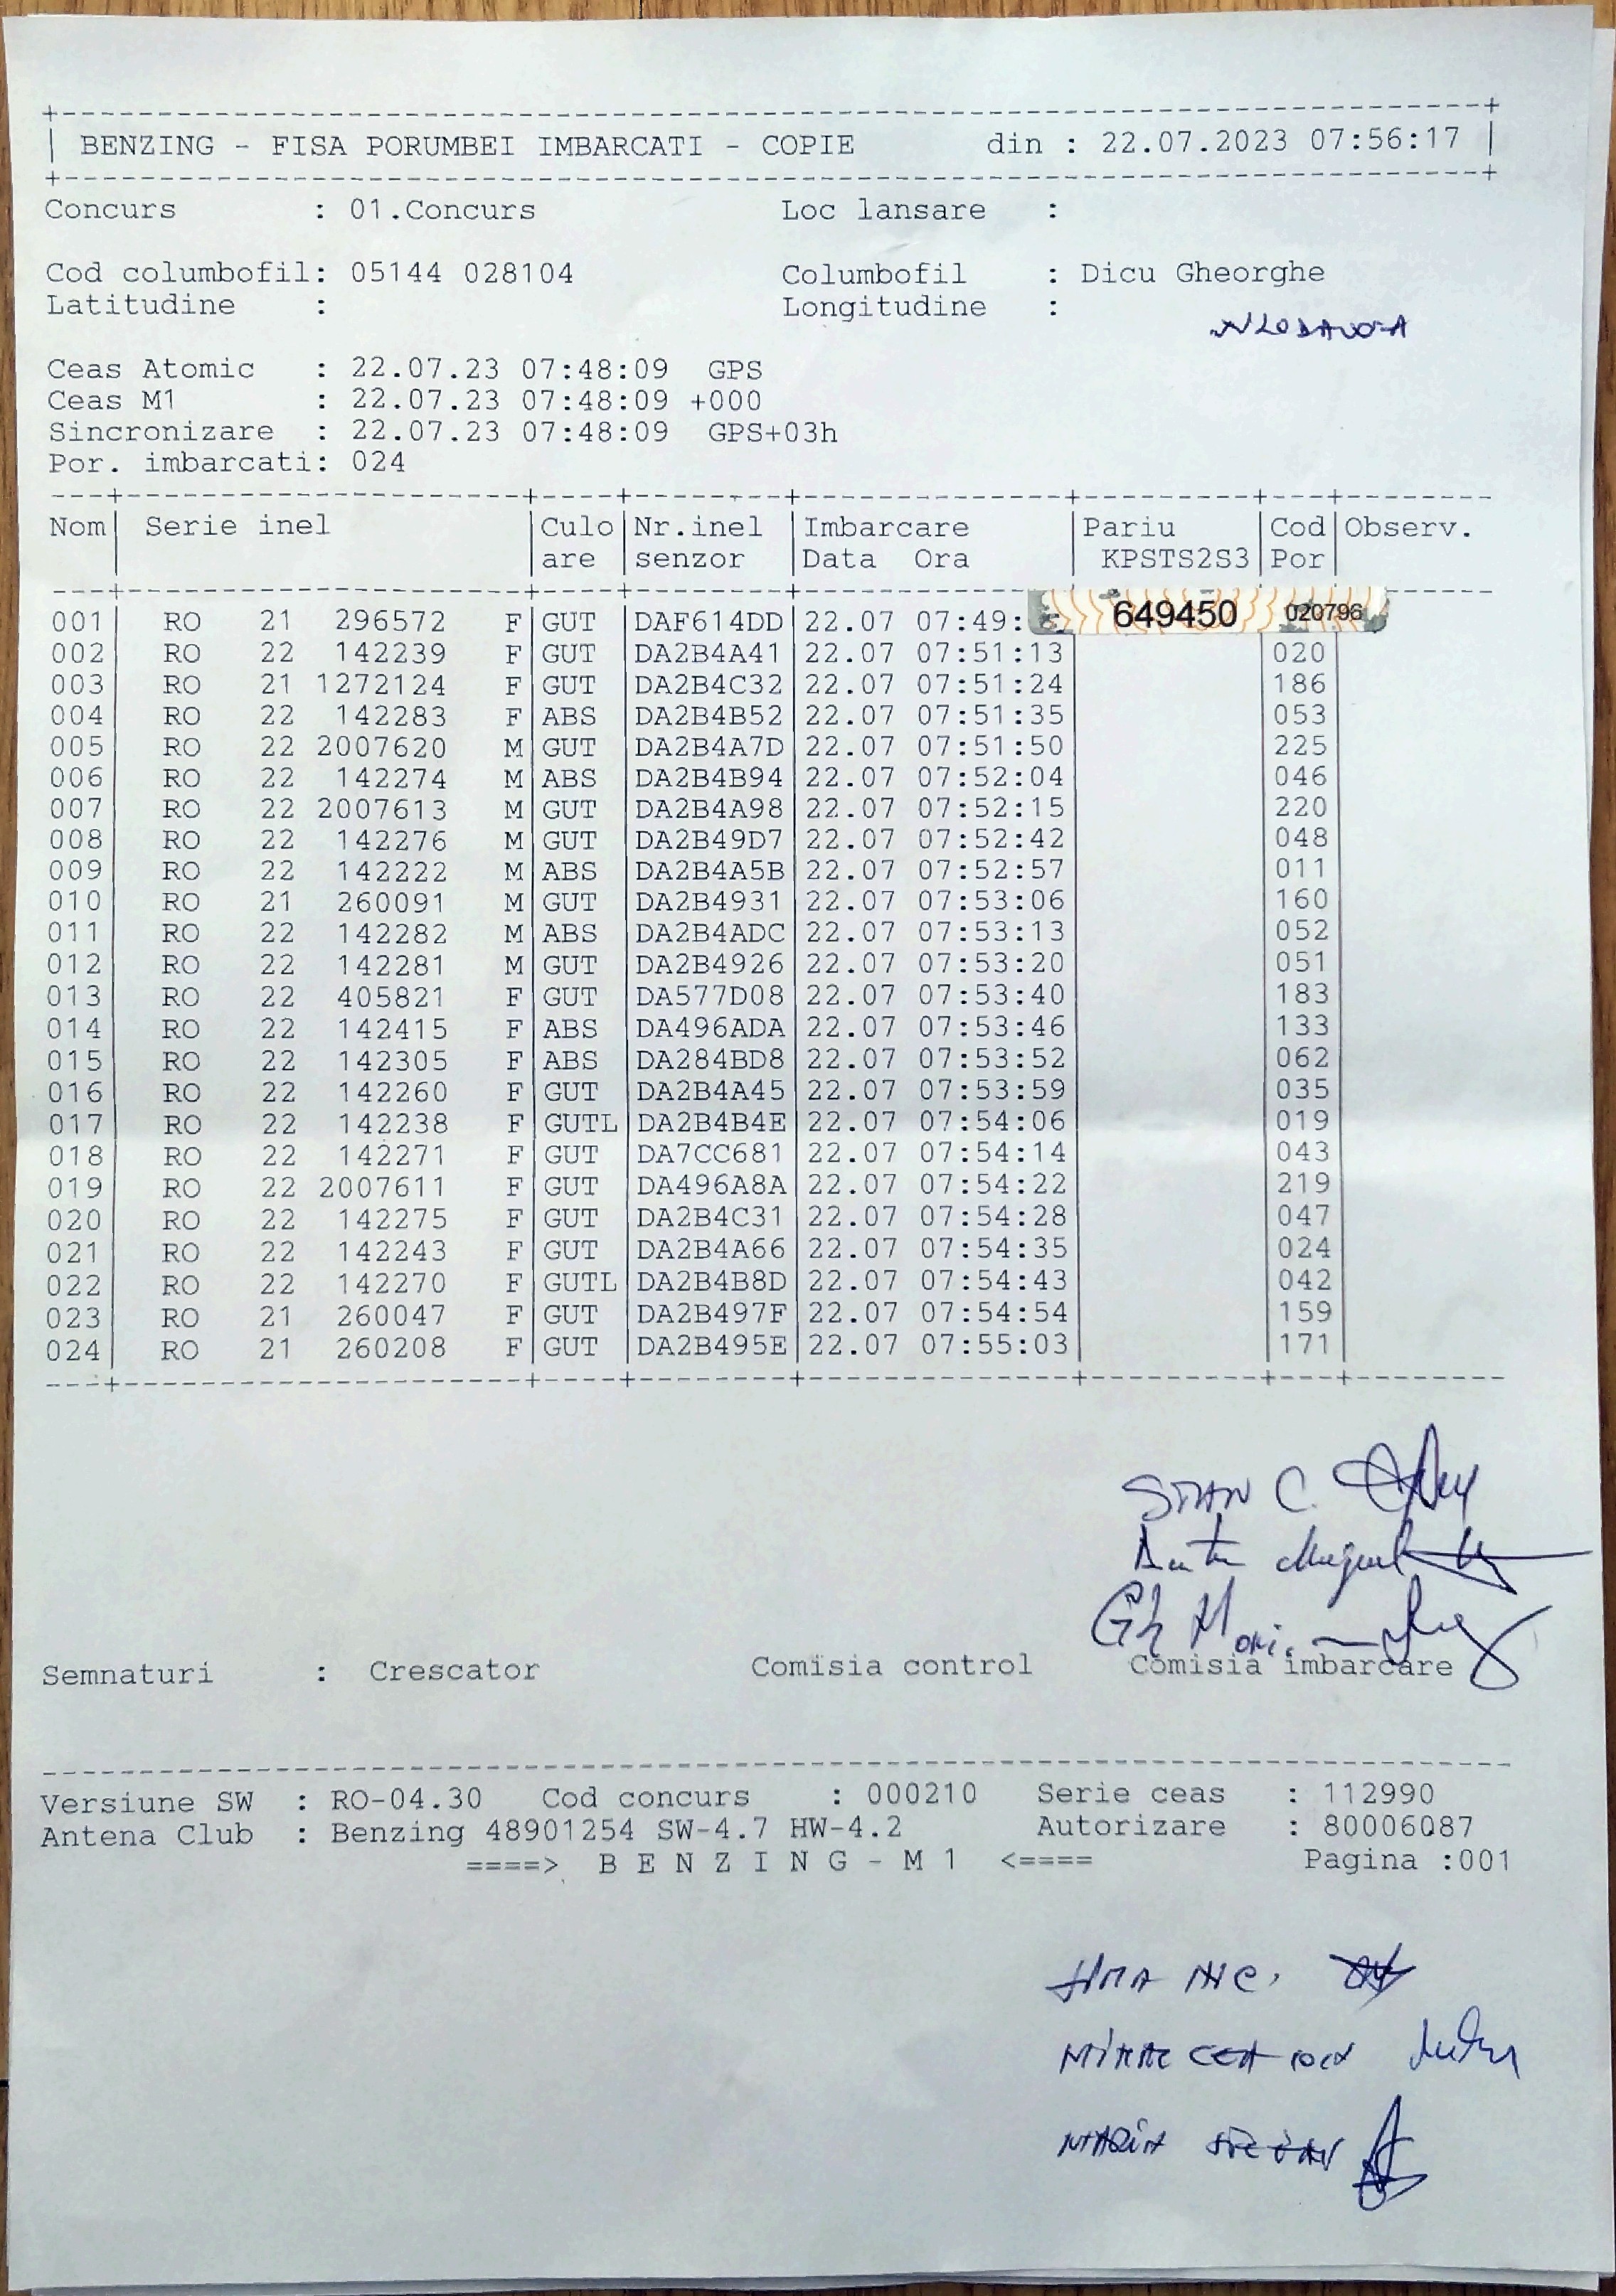 +----------------------------------------------------------------------------+
| BENZING - FISA PORUMBEI IMBARCATI - COPIE din : 22.07.2023 07:56:17 |
+----------------------------------------------------------------------------+
Concurs : 01.Concurs Loc lansare :
Cod columbofil: 05144 028104 Columbofil : Dicu Gheorghe
Latitudine : Longitudine :
Ceas Atomic : 22.07.23 07:48:09 GPS
Ceas M1 : 22.07.23 07:48:09 +000
Sincronizare : 22.07.23 07:48:09 GPS+03h
Por. imbarcati: 024
Nom| Serie inel |Culo|Nr.inel |Imbarcare |Pariu |Cod|Observ.
| |are |senzor |Data Ora | KPSTS2S3|Por|
001| RO 21 296572 F|GUT |DAF614DD|22.07 07:49: 649450 020796
002| RO 22 142239 F|GUT |DA2B4A41|22.07 07:51:13| |020|
003| RO 21 1272124 F|GUT |DA2B4C32|22.07 07:51:24| |186|
004| RO 22 142283 F|ABS |DA2B4B52|22.07 07:51:35| |053|
005| RO 22 2007620 M|GUT |DA2B4A7D|22.07 07:51:50| |225|
006| RO 22 142274 M|ABS |DA2B4B94|22.07 07:52:04| |046|
007| RO 22 2007613 M|GUT |DA2B4A98|22.07 07:52:15| |220|
008| RO 22 142276 M|GUT |DA2B49D7|22.07 07:52:42| |048|
009| RO 22 142222 M|ABS |DA2B4A5B|22.07 07:52:57| |011|
010| RO 21 260091 M|GUT |DA2B4931|22.07 07:53:06| |160|
011| RO 22 142282 M|ABS |DA2B4ADC|22.07 07:53:13| |052|
012| RO 22 142281 M|GUT |DA2B4926|22.07 07:53:20| |051|
013| RO 22 405821 F|GUT |DA577D08|22.07 07:53:40| |183|
014| RO 22 142415 F|ABS |DA496ADA|22.07 07:53:46| |133|
015| RO 22 142305 F|ABS |DA284BD8|22.07 07:53:52| |062|
016| RO 22 142260 F|GUT |DA2B4A45|22.07 07:53:59| |035|
017| RO 22 142238 F|GUTL|DA2B4B4E|22.07 07:54:06| |019|
018| RO 22 142271 F|GUT |DA7CC681|22.07 07:54:14| |043|
019| RO 22 2007611 F|GUT |DA496A8A|22.07 07:54:22| |219|
020| RO 22 142275 F|GUT |DA2B4C31|22.07 07:54:28| |047|
021| RO 22 142243 F|GUT |DA2B4A66|22.07 07:54:35| |024|
022| RO 22 142270 F|GUTL|DA2B4B8D|22.07 07:54:43| |042|
023| RO 21 260047 F|GUT |DA2B497F|22.07 07:54:54| |159|
024| RO 21 260208 F|GUT |DA2B495E|22.07 07:55:03| |171|
STAN C.
Semnaturi : Crescator Comisia control Comisia imbarcare
Versiune SW : RO-04.30 Cod concurs : 000210 Serie ceas : 112990
Antena Club : Benzing 48901254 SW-4.7 HW-4.2 Autorizare : 80006087
====> B E N Z I N G - M 1 <==== Pagina :001